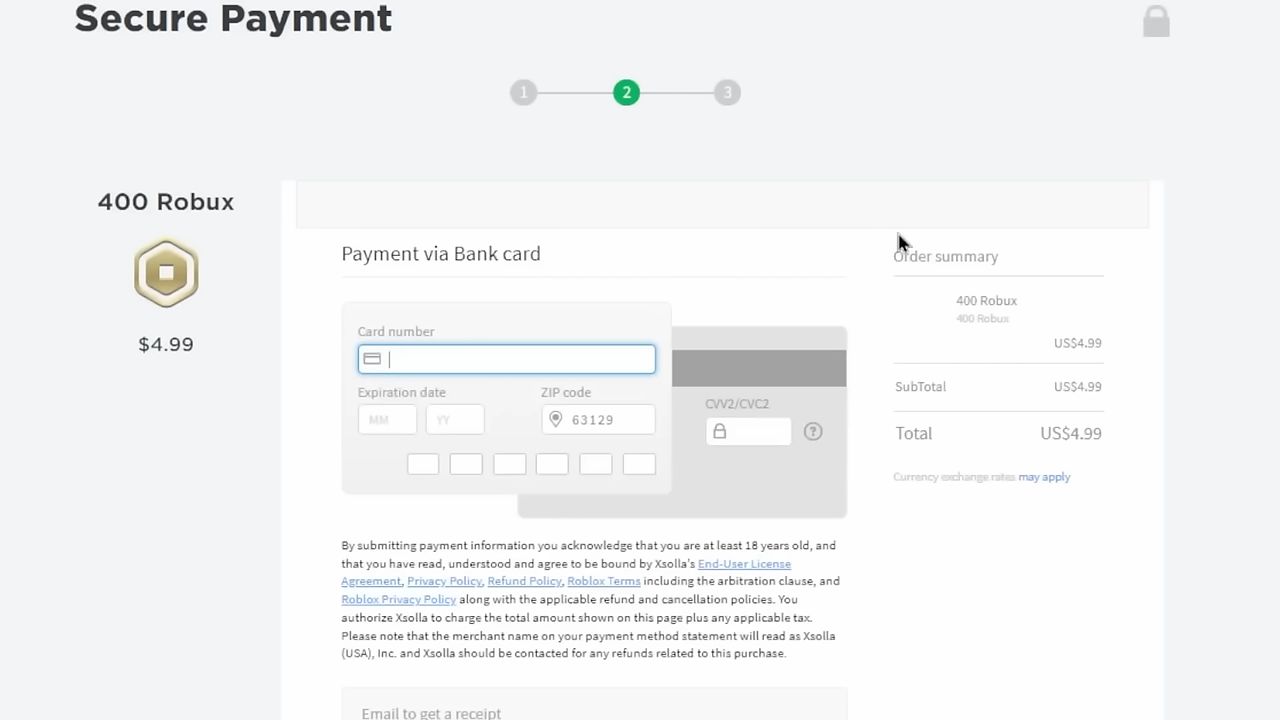 Secure Payment
1 2 3
400 Robux
$4.99
Payment via Bank card
Card number
Expiration date
ZIP code
MM
YY
63129
CVV2/CVC2
?
Order summary
400 Robux
400 Robux
US$4.99
SubTotal US$4.99
Total US$4.99
Currency exchange rates may apply
By submitting payment information you acknowledge that you are at least 18 years old, and
that you have read, understood and agree to be bound by Xsolla's End-User License
Agreement, Privacy Policy, Refund Policy, Roblox Terms including the arbitration clause, and
Roblox Privacy Policy along with the applicable refund and cancellation policies. You
authorize Xsolla to charge the total amount shown on this page plus any applicable tax.
Please note that the merchant name on your payment method statement will read as Xsolla
(USA), Inc. and Xsolla should be contacted for any refunds related to this purchase.
Email to get a receipt